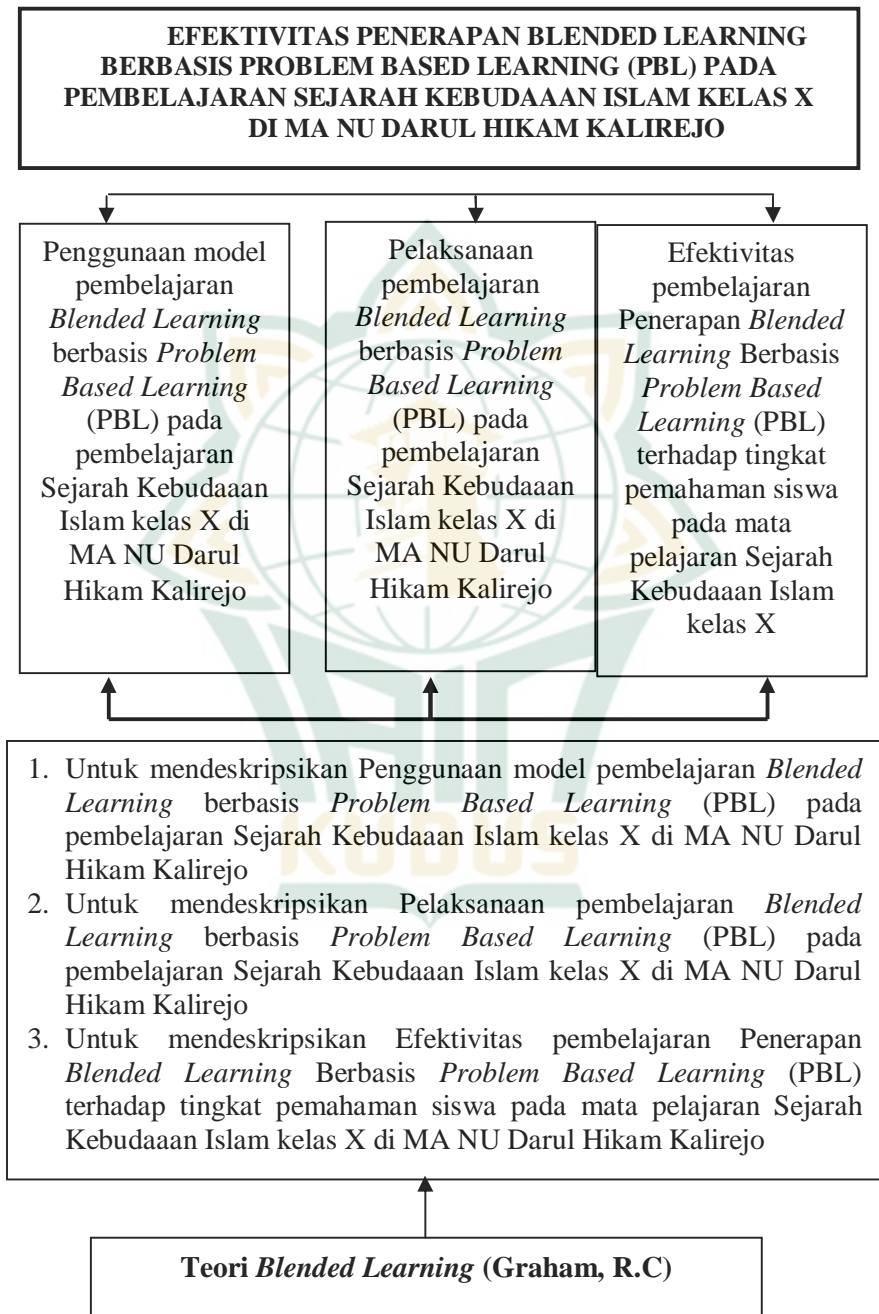 EFEKTIVITAS PENERAPAN BLENDED LEARNING
BERBASIS PROBLEM BASED LEARNING (PBL) PADA
PEMBELAJARAN SEJARAH KEBUDAAAN ISLAM KELAS X
DI MA NU DARUL HIKAM KALIREJO
Penggunaan model
pembelajaran
Blended Learning
berbasis Problem
Based Learning
(PBL) pada
pembelajaran
Sejarah Kebudaaan
Islam kelas X di
MA NU Darul
Hikam Kalirejo
Pelaksanaan
pembelajaran
Blended Learning
berbasis Problem
Based Learning
(PBL) pada
pembelajaran
Sejarah Kebudaaan
Islam kelas X di
MA NU Darul
Hikam Kalirejo
Efektivitas
pembelajaran
Penerapan Blended
Learning Berbasis
Problem Based
Learning (PBL)
terhadap tingkat
pemahaman siswa
pada mata
pelajaran Sejarah
Kebudaaan Islam
kelas X
1. Untuk mendeskripsikan Penggunaan model pembelajaran Blended
Learning berbasis Problem Based Learning (PBL) pada
pembelajaran Sejarah Kebudaaan Islam kelas X di MA NU Darul
Hikam Kalirejo
2. Untuk mendeskripsikan Pelaksanaan pembelajaran Blended
Learning berbasis Problem Based Learning (PBL) pada
pembelajaran Sejarah Kebudaaan Islam kelas X di MA NU Darul
Hikam Kalirejo
3. Untuk mendeskripsikan Efektivitas pembelajaran Penerapan
Blended Learning Berbasis Problem Based Learning (PBL)
terhadap tingkat pemahaman siswa pada mata pelajaran Sejarah
Kebudaaan Islam kelas X di MA NU Darul Hikam Kalirejo
KUDUS
Teori Blended Learning (Graham, R.C)